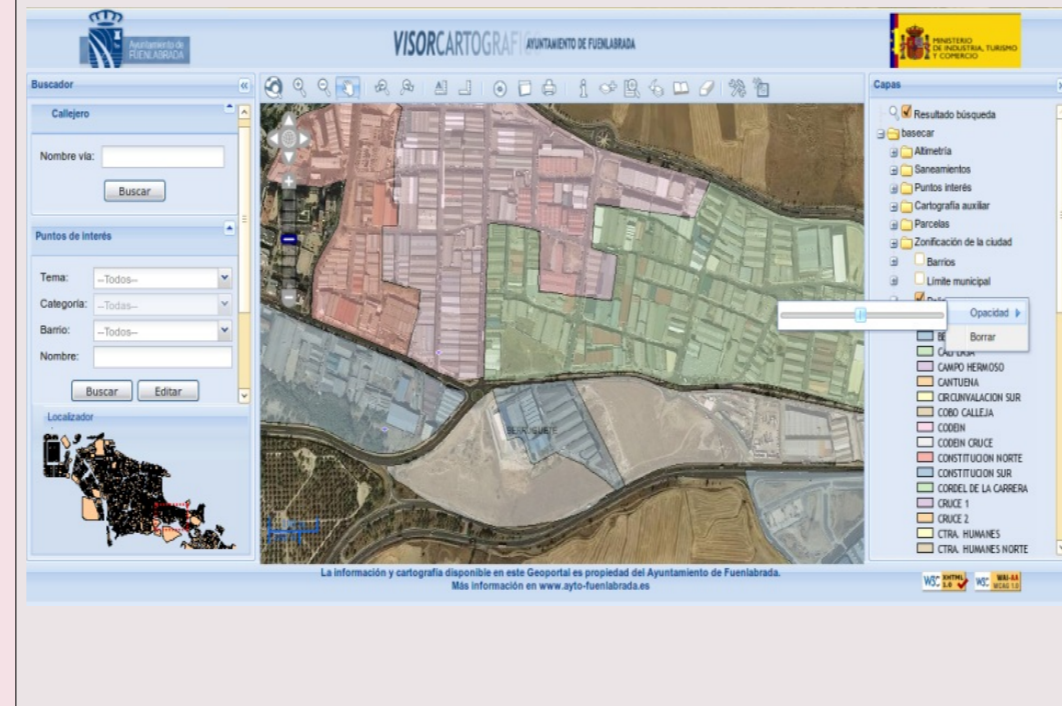 Ayuntamiento de
FUENLABRADA
VISORCARTOGRAFI AYUNTAMIENTO DE FUENLABRADA
MINISTERIO
DE INDUSTRIA, TURISMO
Y COMERCIO
Buscador
Callejero
Nombre vía:
Buscar
Puntos de interés
Tema:
--Todos--
Categoría:
--Todas--
Barrio:
--Todos--
Nombre:
Buscar
Editar
Localizador
Capas
Resultado búsqueda
basecar
Altimetría
Saneamientos
Puntos interés
Cartografía auxiliar
Parcelas
Zonificación de la ciudad
Barrios
Límite municipal
Opacidad
Borrar
CAMPO HERMOSO
CANTUENA
CIRCUNVALACION SUR
COBO CALLEJA
CODEIN
CODEIN CRUCE
CONSTITUCION NORTE
CONSTITUCION SUR
CORDEL DE LA CARRERA
CRUCE 1
CRUCE 2
CTRA. HUMANES
CTRA. HUMANES NORTE
La información y cartografía disponible en este Geoportal es propiedad del Ayuntamiento de Fuenlabrada.
Más información en www.ayto-fuenlabrada.es
W3C XHTML 1.0
W3C WAI-AA WCAG 1.0